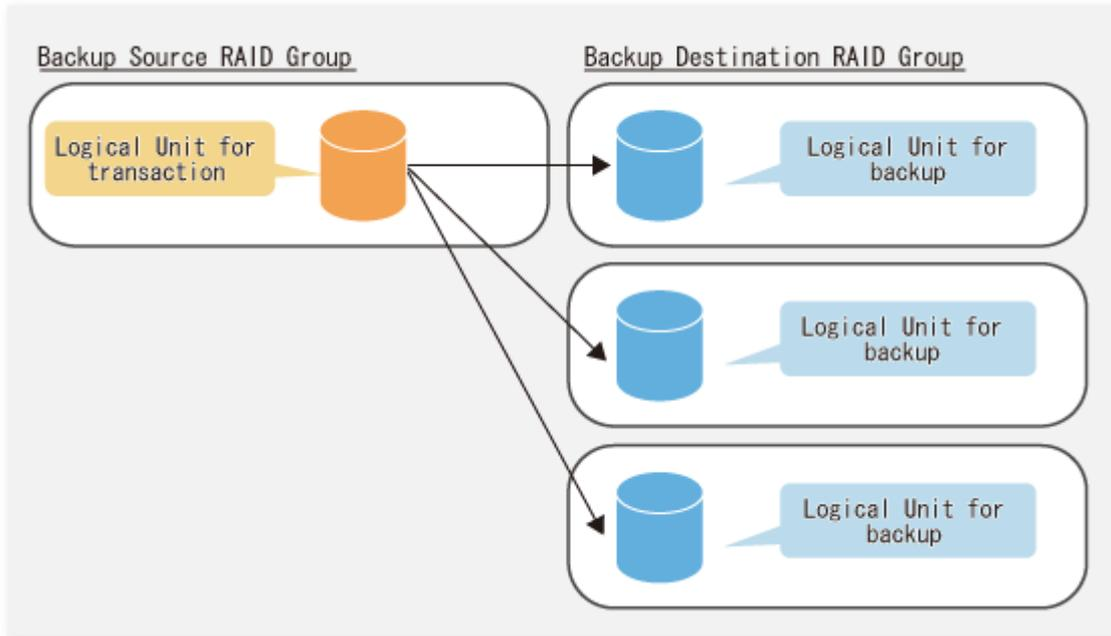 Backup Source RAID Group
Backup Destination RAID Group
Logical Unit for
transaction
Logical Unit for
backup
Logical Unit for
backup
Logical Unit for
backup